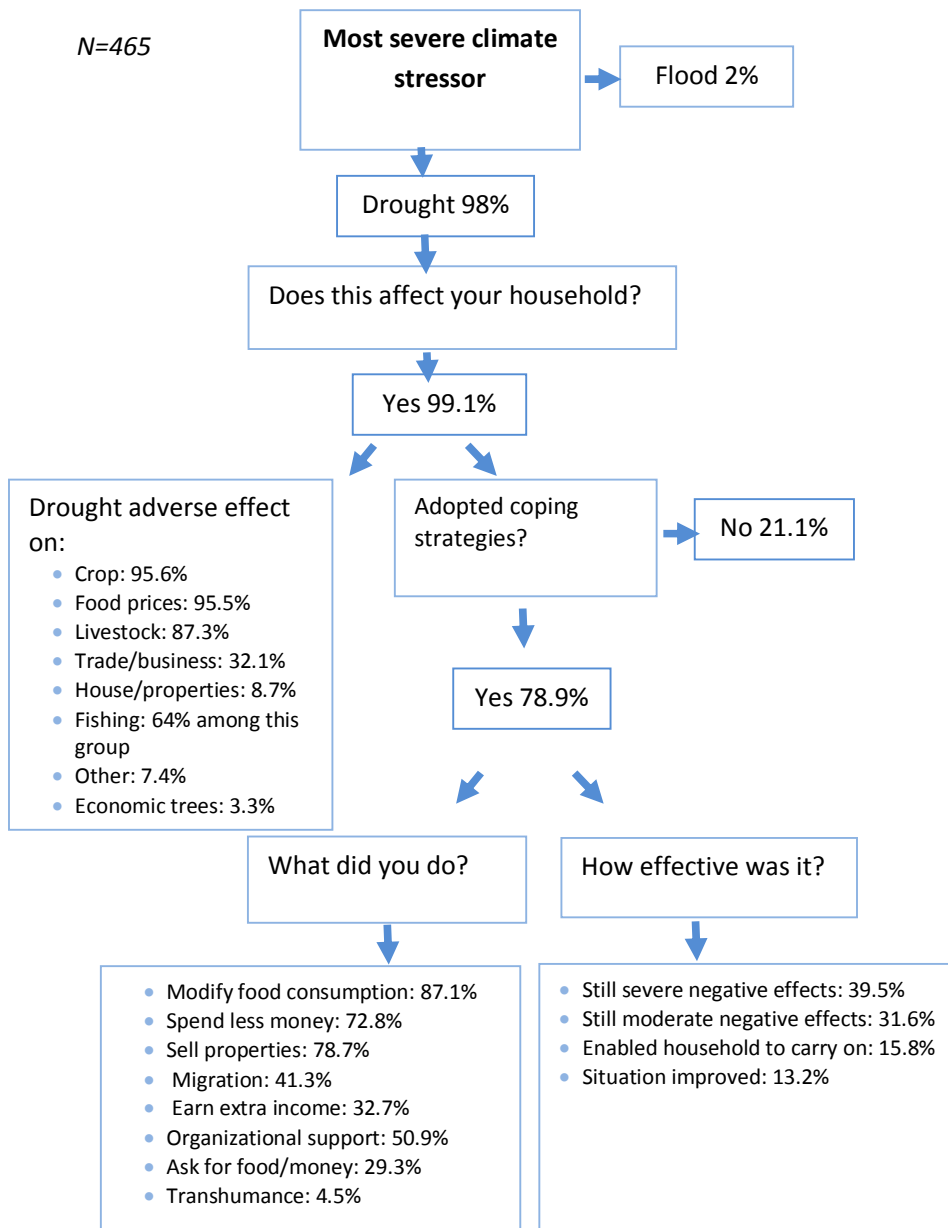 N=465
Most severe climate
stressor
Flood 2%
Drought 98%
Does this affect your household?
Yes 99.1%
Drought adverse effect
on:
• Crop: 95.6%
• Food prices: 95.5%
• Livestock: 87.3%
• Trade/business: 32.1%
• House/properties: 8.7%
• Fishing: 64% among this
group
• Other: 7.4%
• Economic trees: 3.3%
Adopted coping
strategies?
No 21.1%
Yes 78.9%
What did you do?
How effective was it?
• Modify food consumption: 87.1%
• Spend less money: 72.8%
• Sell properties: 78.7%
• Migration: 41.3%
• Earn extra income: 32.7%
• Organizational support: 50.9%
• Ask for food/money: 29.3%
• Transhumance: 4.5%
• Still severe negative effects: 39.5%
• Still moderate negative effects: 31.6%
• Enabled household to carry on: 15.8%
• Situation improved: 13.2%